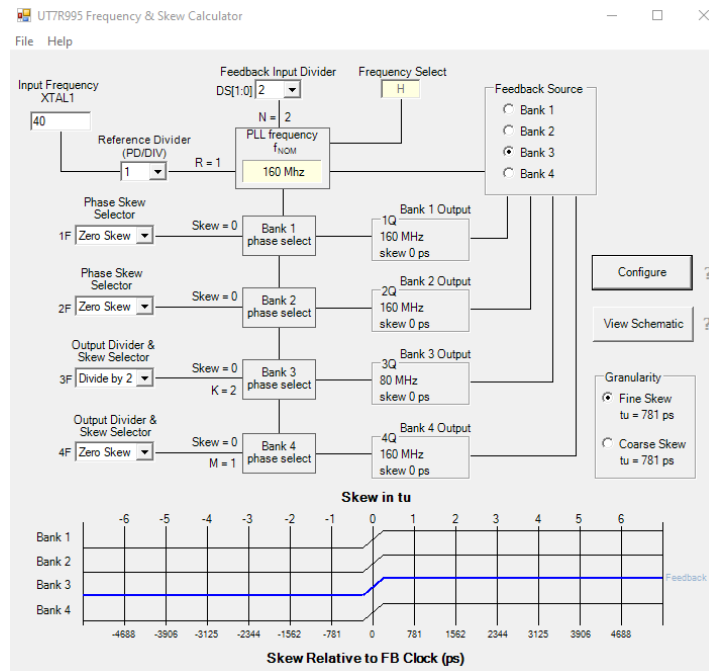 UT7R995 Frequency & Skew Calculator
File Help
Input Frequency
XTAL1
40
Feedback Input Divider
DS[1:0] 2
N = 2
Frequency Select
H
Reference Divider
(PD/DIV)
1
R = 1
PLL frequency
fNOM
160 Mhz
Feedback Source
Bank 1
Bank 2
Bank 3
Bank 4
Phase Skew
Selector
1F Zero Skew
Skew = 0
Bank 1
phase select
Bank 1 Output
1Q
160 MHz
skew 0 ps
Phase Skew
Selector
2F Zero Skew
Skew = 0
Bank 2
phase select
Bank 2 Output
2Q
160 MHz
skew 0 ps
Output Divider &
Skew Selector
3F Divide by 2
Skew = 0
K = 2
Bank 3
phase select
Bank 3 Output
3Q
80 MHz
skew 0 ps
Output Divider &
Skew Selector
4F Zero Skew
Skew = 0
M = 1
Bank 4
phase select
Bank 4 Output
4Q
160 MHz
skew 0 ps
Configure
?
View Schematic
?
Granularity
Fine Skew
tu = 781 ps
Coarse Skew
tu = 781 ps
Skew in tu
-6 -5 -4 -3 -2 -1 0 1 2 3 4 5 6
Bank 1
Bank 2
Bank 3
Feedback
Bank 4
-4688 -3906 -3125 -2344 -1562 -781 0 781 1562 2344 3125 3906 4688
Skew Relative to FB Clock (ps)